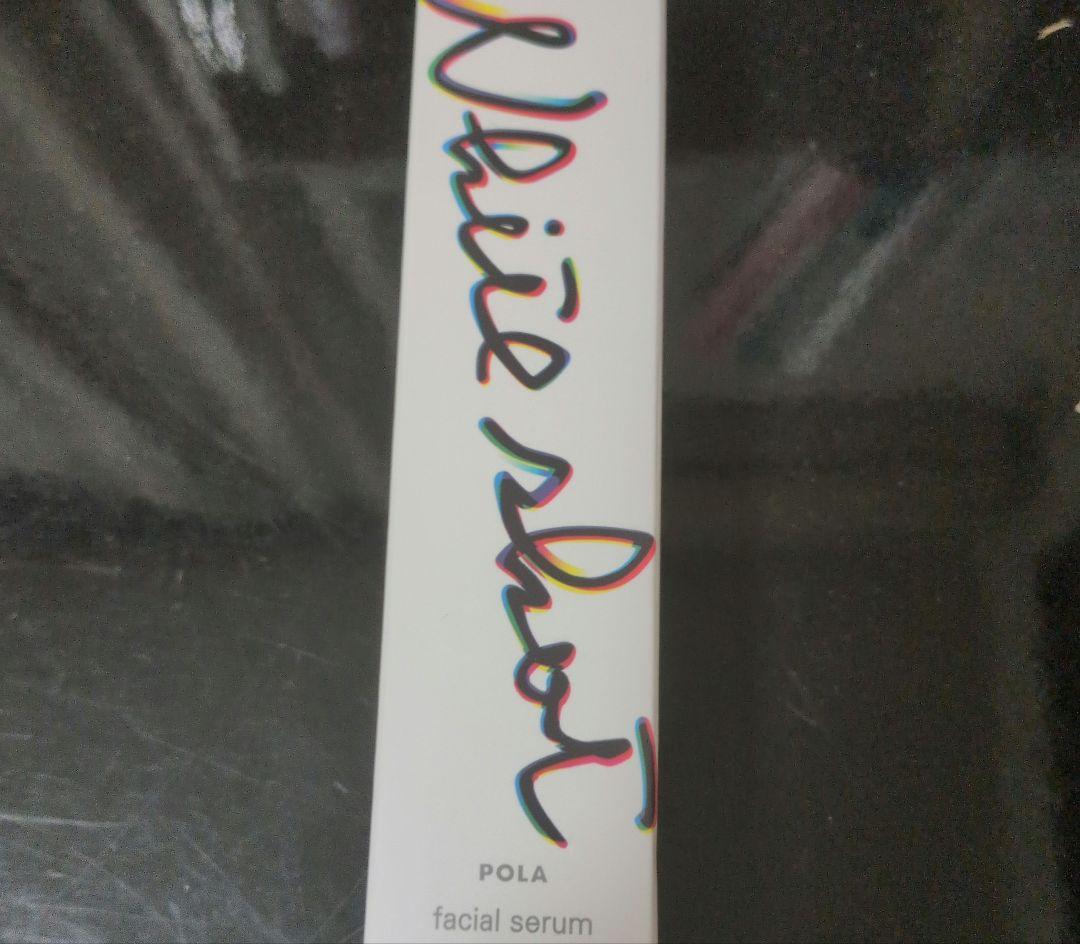 White shot
POLA
facial serum